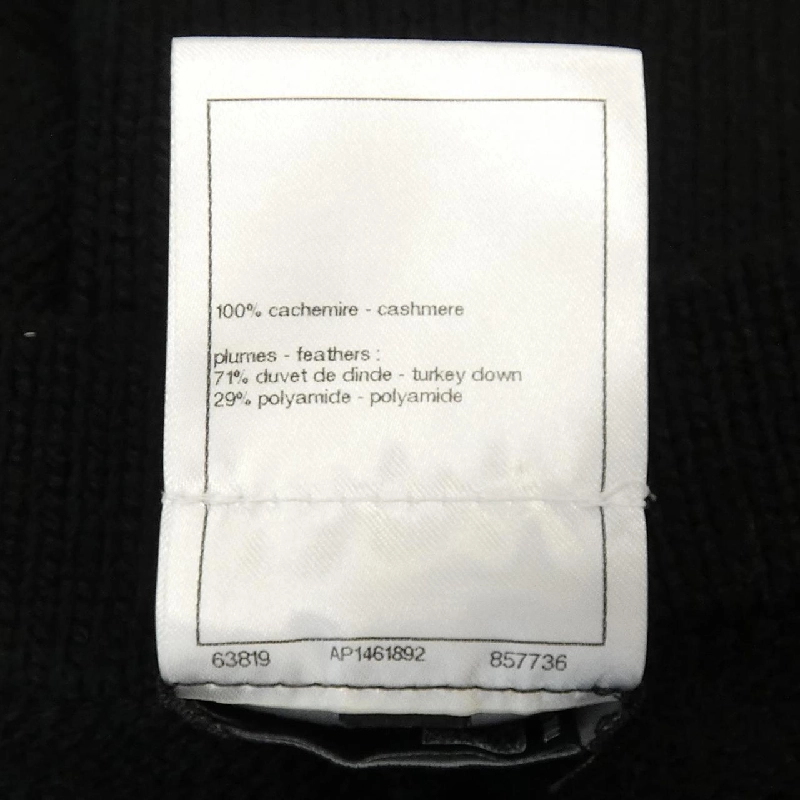 100% cachemire - cashmere
plumes - feathers :
71% duvet de dinde - turkey down
29% polyamide - polyamide
63819 AP1461892 857736